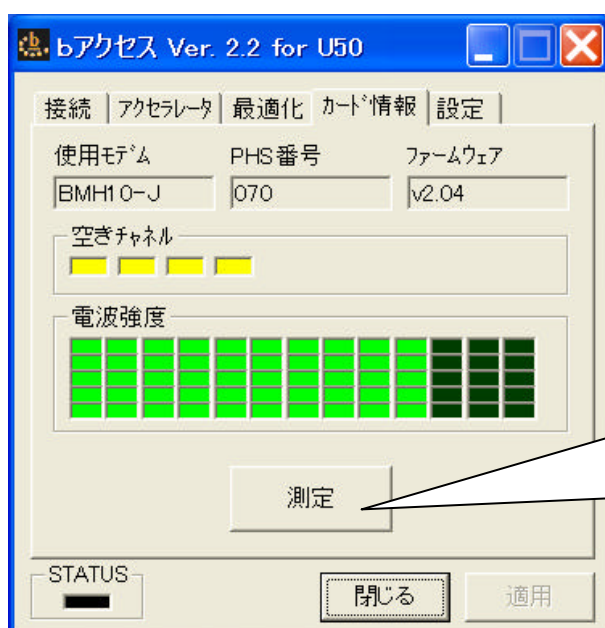 bアクセス Ver. 2.2 for U50
接続 アクセラレータ 最適化 カード情報 設定
使用モデム PHS番号 ファームウェア
BMH10-J 070 v2.04
空きチャネル
電波強度
測定
STATUS 閉じる 適用